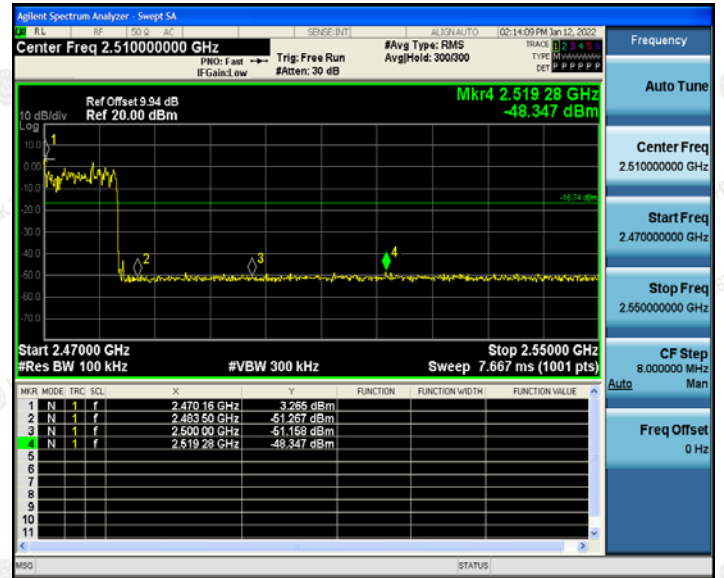 Agilent Spectrum Analyzer - Swept SA
RL RF 50 Ω AC SENSE:INT ALIGN AUTO 02:14:09 PM Jan 12, 2022
Center Freq 2.510000000 GHz
PNO: Fast
IFGain:Low
Trig: Free Run
#Atten: 30 dB
#Avg Type: RMS
Avg|Hold: 300/300
TRACE 1 2 3 4 5 6
TYPE M
DET P P P P P P
Mkr4 2.519 28 GHz
-48.347 dBm
Ref Offset 9.94 dB
Ref 20.00 dBm
10 dB/div
Log
10.0
0.00
-10.0
-20.0
-30.0
-40.0
-50.0
-60.0
-70.0
1
2
3
4
-16.74 dBm
Start 2.47000 GHz Stop 2.55000 GHz
#Res BW 100 kHz #VBW 300 kHz Sweep 7.667 ms (1001 pts)
MKR MODE TRC SCL X Y FUNCTION FUNCTION WIDTH FUNCTION VALUE
1 N 1 f 2.470 16 GHz 3.265 dBm
2 N 1 f 2.483 50 GHz -51.267 dBm
3 N 1 f 2.500 00 GHz -51.158 dBm
4 N 1 f 2.519 28 GHz -48.347 dBm
5
6
7
8
9
10
11
MSG STATUS
Frequency
Auto Tune
Center Freq
2.510000000 GHz
Start Freq
2.470000000 GHz
Stop Freq
2.550000000 GHz
CF Step
8.000000 MHz
Auto Man
Freq Offset
0 Hz